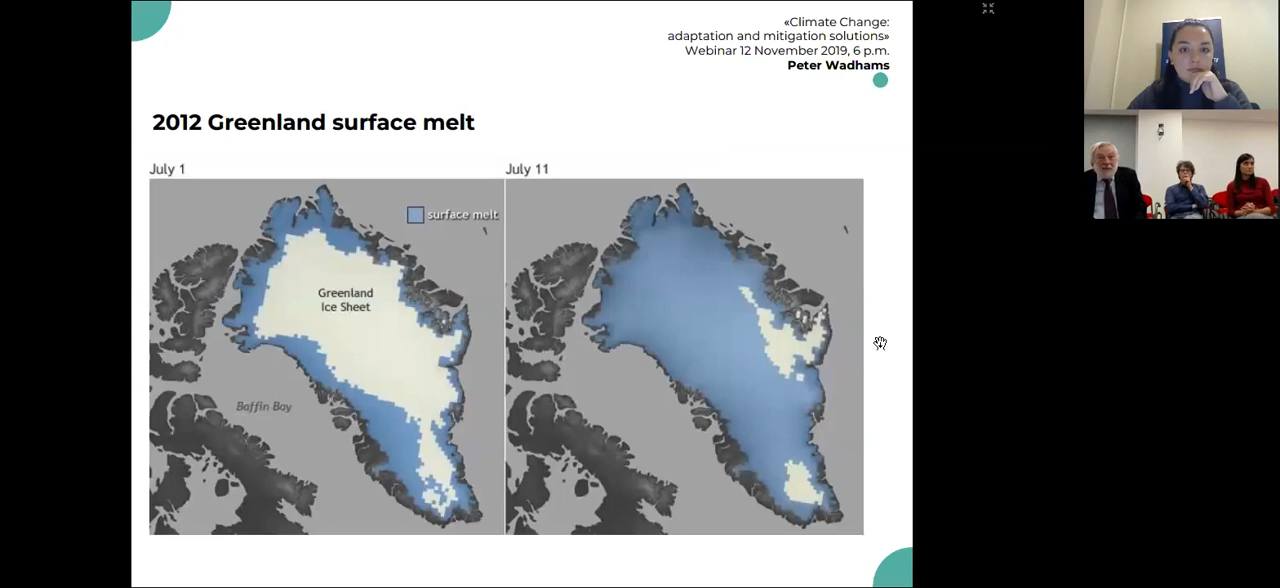 «Climate Change:
adaptation and mitigation solutions»
Webinar 12 November 2019, 6 p.m.
Peter Wadhams
2012 Greenland surface melt
July 1
July 11
surface melt
Greenland
Ice Sheet
Baffin Bay